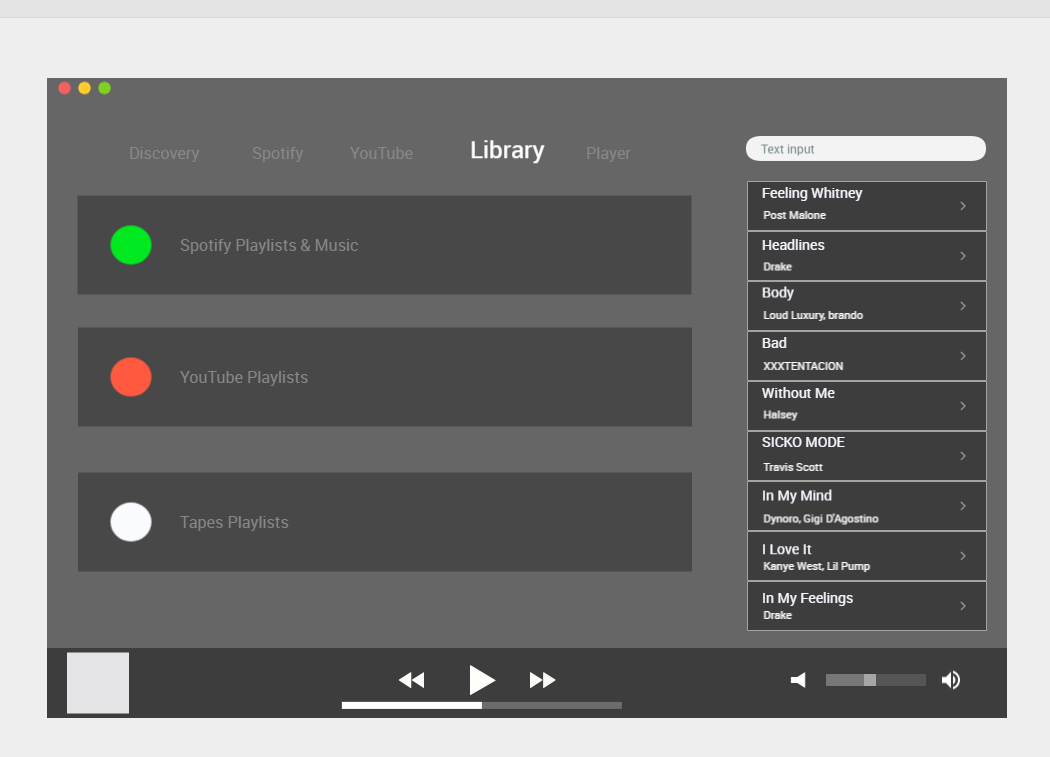 Discovery
Spotify
YouTube
Library
Player
Text input
Spotify Playlists & Music
YouTube Playlists
Tapes Playlists
Feeling Whitney
Post Malone
Headlines
Drake
Body
Loud Luxury, brando
Bad
XXXTENTACION
Without Me
Halsey
SICKO MODE
Travis Scott
In My Mind
Dynoro, Gigi D'Agostino
I Love It
Kanye West, Lil Pump
In My Feelings
Drake